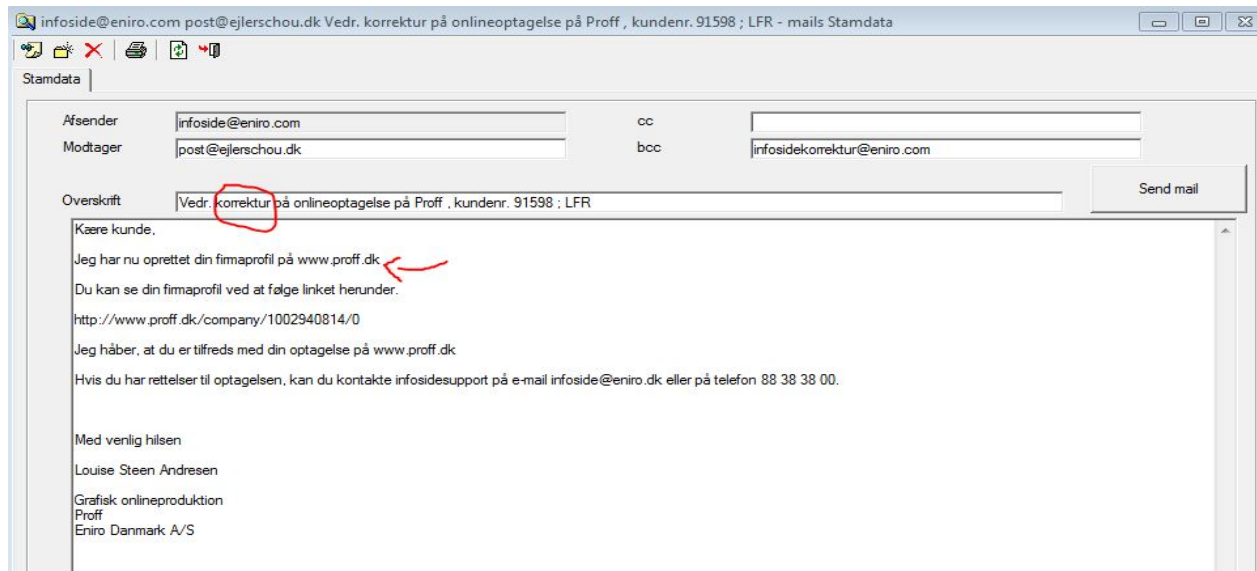 infoside@eniro.com post@ejlerschou.dk Vedr. korrektur på onlineoptagelse på Proff , kundenr. 91598 ; LFR - mails Stamdata
Stamdata
Afsender infoside@eniro.com cc
Modtager post@ejlerschou.dk bcc infosidekorrektur@eniro.com
Send mail
Overskrift Vedr. korrektur på onlineoptagelse på Proff , kundenr. 91598 ; LFR
Kære kunde,
Jeg har nu oprettet din firmaprofil på www.proff.dk
Du kan se din firmaprofil ved at følge linket herunder.
http://www.proff.dk/company/1002940814/0
Jeg håber, at du er tilfreds med din optagelse på www.proff.dk
Hvis du har rettelser til optagelsen, kan du kontakte infosidesupport på e-mail infoside@eniro.dk eller på telefon 88 38 38 00.
Med venlig hilsen
Louise Steen Andresen
Grafisk onlineproduktion
Proff
Eniro Danmark A/S